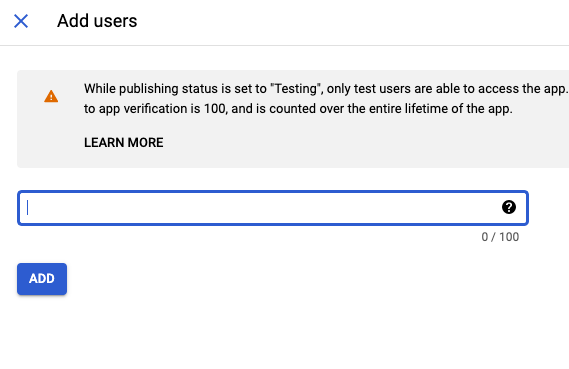 Add users
While publishing status is set to "Testing", only test users are able to access the app.
to app verification is 100, and is counted over the entire lifetime of the app.
LEARN MORE
0 / 100
ADD